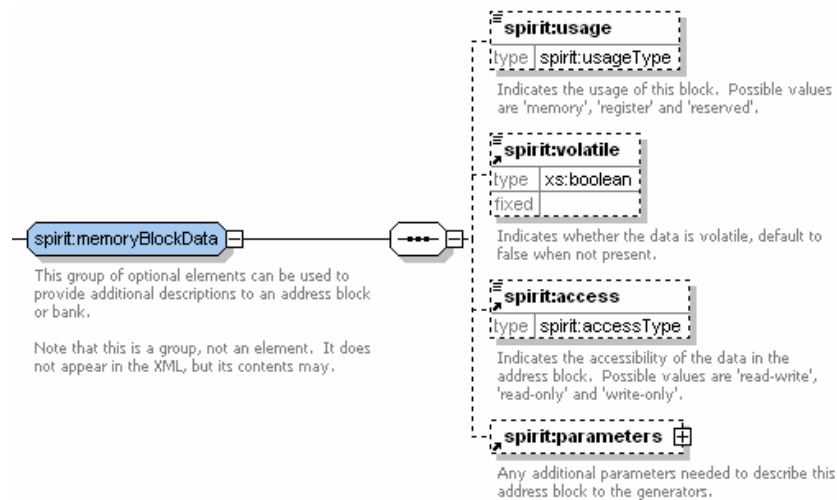 spirit:memoryBlockData
This group of optional elements can be used to
provide additional descriptions to an address block
or bank.
Note that this is a group, not an element. It does
not appear in the XML, but its contents may.
spirit:usage
type spirit:usageType
Indicates the usage of this block. Possible values
are 'memory', 'register' and 'reserved'.
spirit:volatile
type xs:boolean
fixed
Indicates whether the data is volatile, default to
false when not present.
spirit:access
type spirit:accessType
Indicates the accessibility of the data in the
address block. Possible values are 'read-write',
'read-only' and 'write-only'.
spirit:parameters
Any additional parameters needed to describe this
address block to the generators.